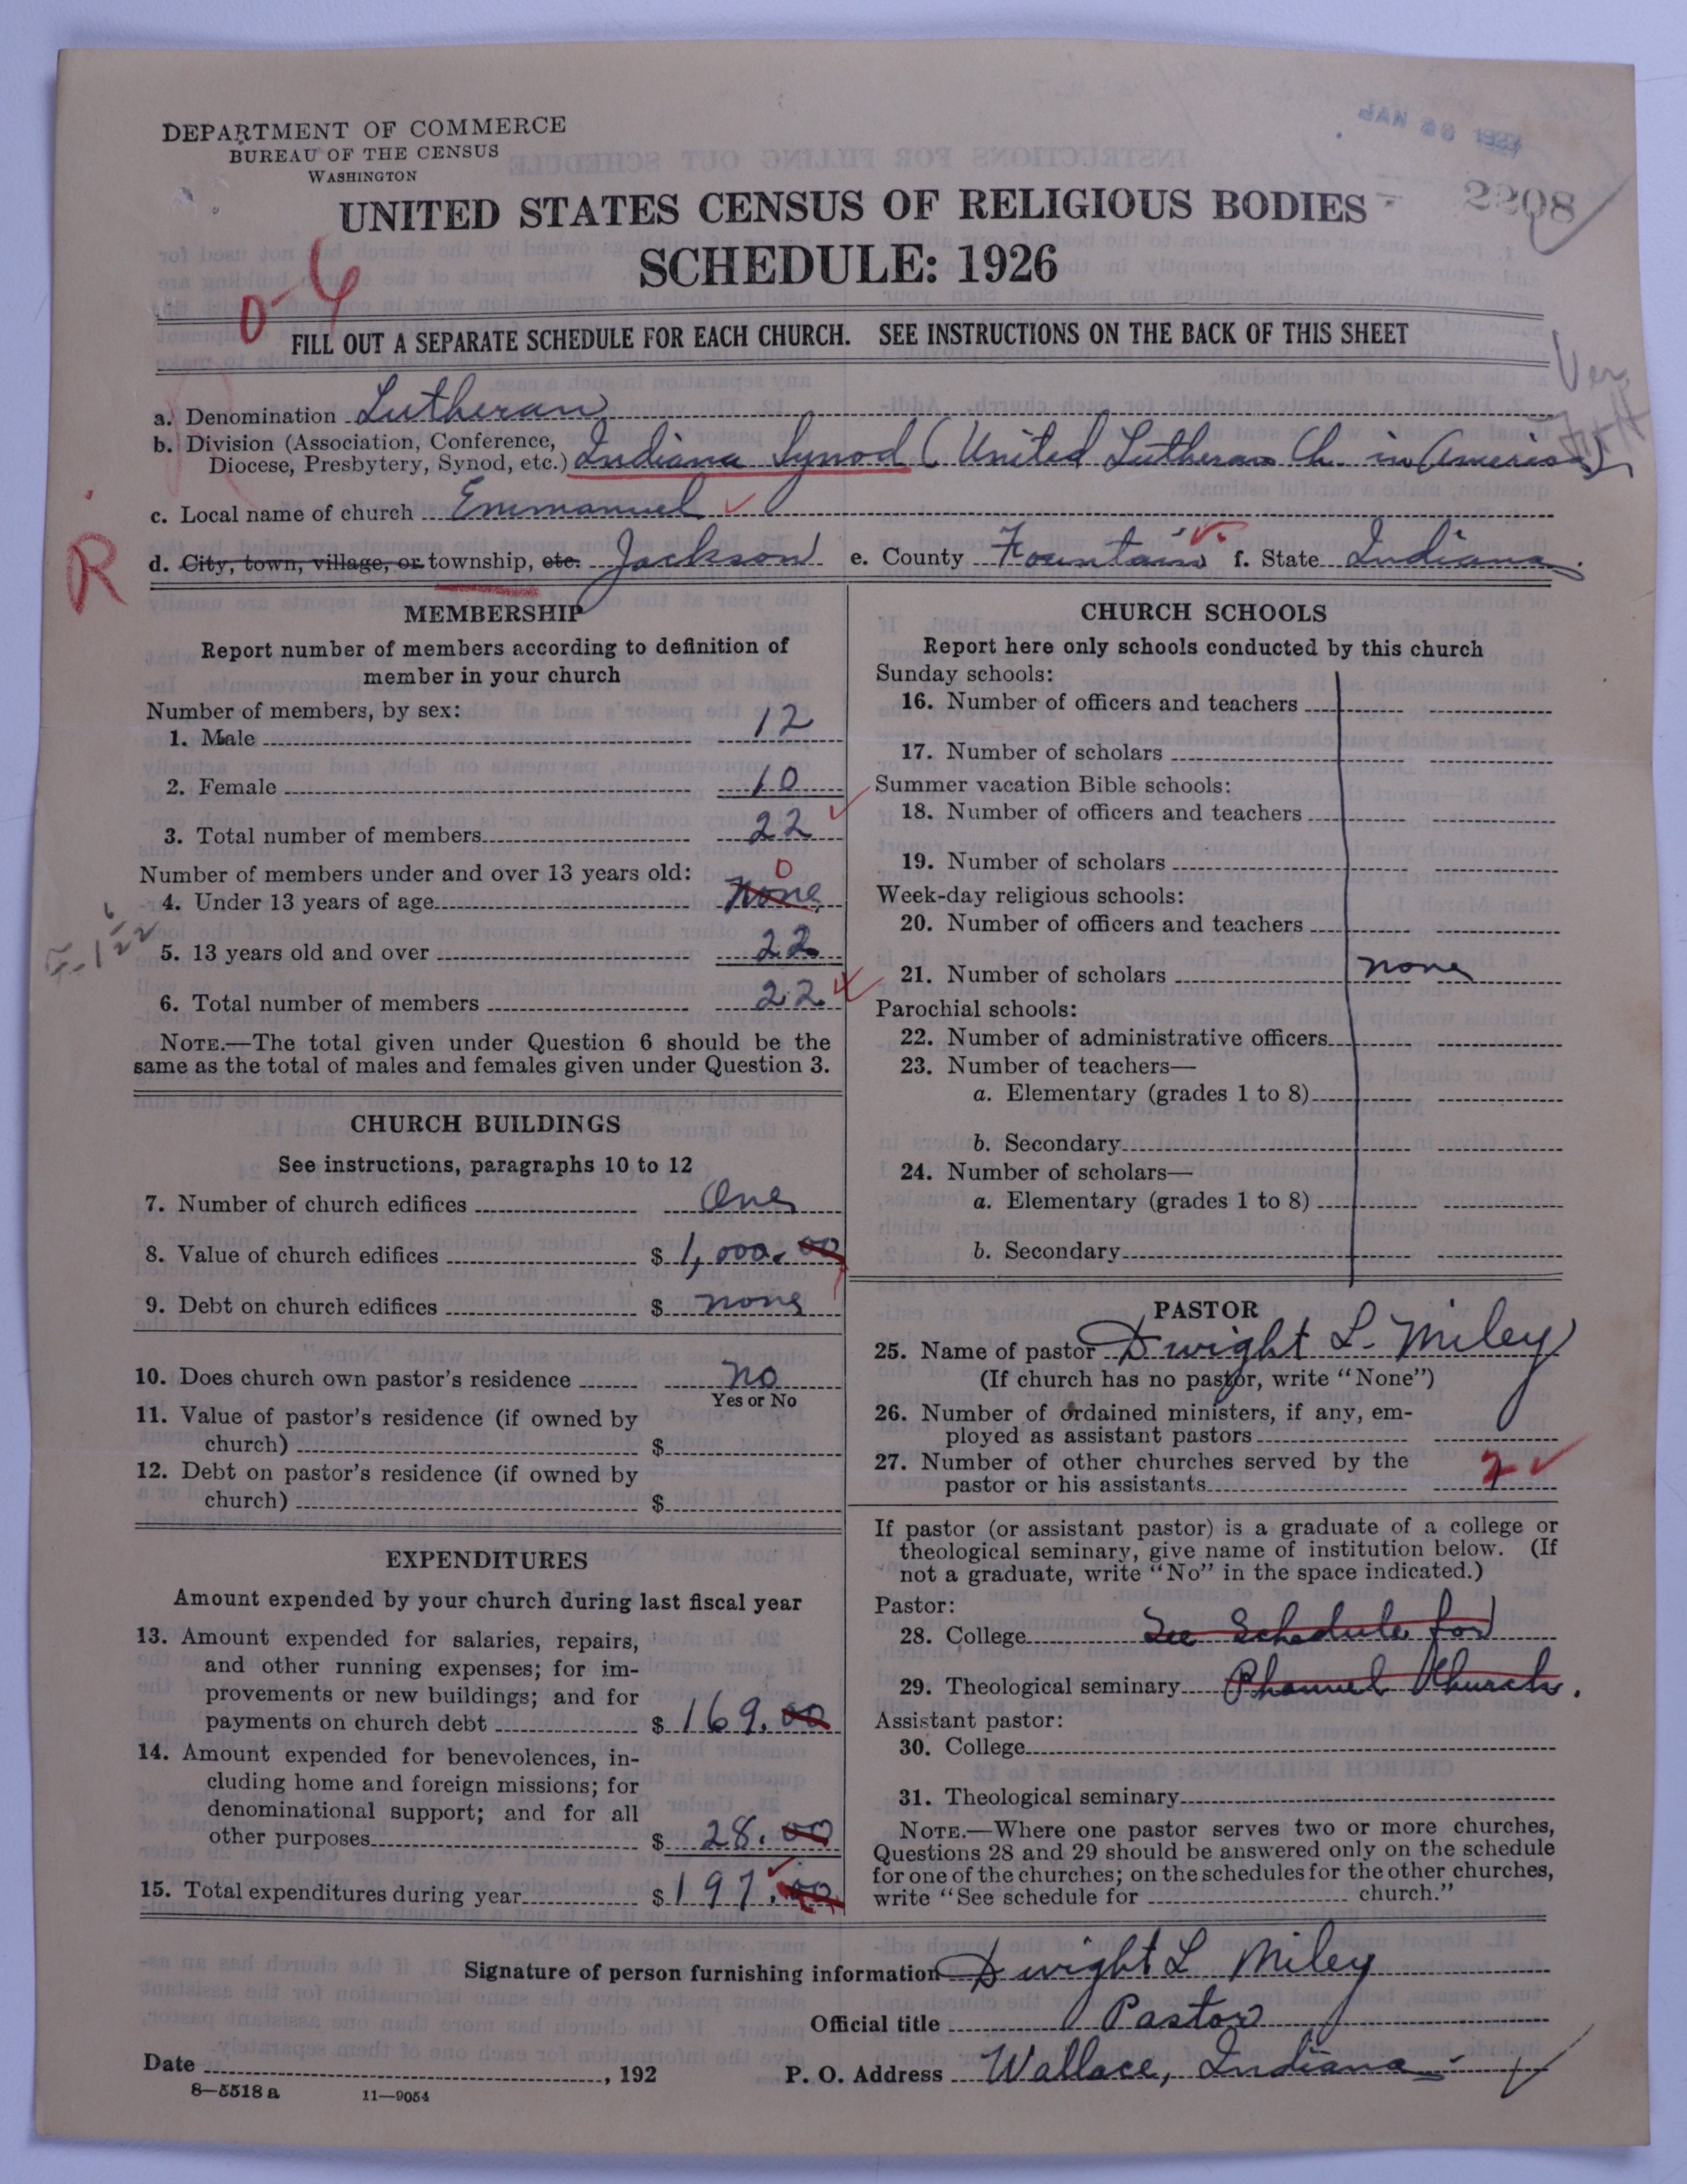 DEPARTMENT OF COMMERCE
BUREAU OF THE CENSUS
WASHINGTON
2208
UNITED STATES CENSUS OF RELIGIOUS BODIES
SCHEDULE: 1926
FILL OUT A SEPARATE SCHEDULE FOR EACH CHURCH. SEE INSTRUCTIONS ON THE BACK OF THIS SHEET
a. Denomination Lutheran
b. Division (Association, Conference,
Diocese, Presbytery, Synod, etc.) Indiana Synod (United Lutheran Ch. in America)
c. Local name of church Emmanuel
d. City, town, village, or township, etc. Jackson e. County Fountain f. State Indiana
R
MEMBERSHIP
Report number of members according to definition of
member in your church
Number of members, by sex:
1. Male 12
2. Female 10
3. Total number of members 22
Number of members under and over 13 years old: 0
4. Under 13 years of age None
5. 13 years old and over 22
6. Total number of members 22
NOTE.—The total given under Question 6 should be the
same as the total of males and females given under Question 3.
CHURCH BUILDINGS
See instructions, paragraphs 10 to 12
7. Number of church edifices One
8. Value of church edifices $ 1,000.00
9. Debt on church edifices $ none
10. Does church own pastor's residence no
Yes or No
11. Value of pastor's residence (if owned by
church) $
12. Debt on pastor's residence (if owned by
church) $
EXPENDITURES
Amount expended by your church during last fiscal year
13. Amount expended for salaries, repairs,
and other running expenses; for im-
provements or new buildings; and for
payments on church debt $ 169.00
14. Amount expended for benevolences, in-
cluding home and foreign missions; for
denominational support; and for all
other purposes $ 28.00
15. Total expenditures during year $ 197.00
CHURCH SCHOOLS
Report here only schools conducted by this church
Sunday schools:
16. Number of officers and teachers
17. Number of scholars
Summer vacation Bible schools:
18. Number of officers and teachers
19. Number of scholars
Week-day religious schools:
20. Number of officers and teachers
21. Number of scholars none
Parochial schools:
22. Number of administrative officers
23. Number of teachers—
a. Elementary (grades 1 to 8)
b. Secondary
24. Number of scholars—
a. Elementary (grades 1 to 8)
b. Secondary
PASTOR
25. Name of pastor Dwight L. Miley
(If church has no pastor, write "None")
26. Number of ordained ministers, if any, em-
ployed as assistant pastors
27. Number of other churches served by the
pastor or his assistants 2
If pastor (or assistant pastor) is a graduate of a college or
theological seminary, give name of institution below. (If
not a graduate, write "No" in the space indicated.)
Pastor:
28. College See Schedule for
29. Theological seminary Phanuel Church.
Assistant pastor:
30. College
31. Theological seminary
NOTE.—Where one pastor serves two or more churches,
Questions 28 and 29 should be answered only on the schedule
for one of the churches; on the schedules for the other churches,
write "See schedule for church."
Signature of person furnishing information Dwight L Miley
Official title Pastor
Date , 192 P. O. Address Wallace, Indiana
8—5518 a 11—9054